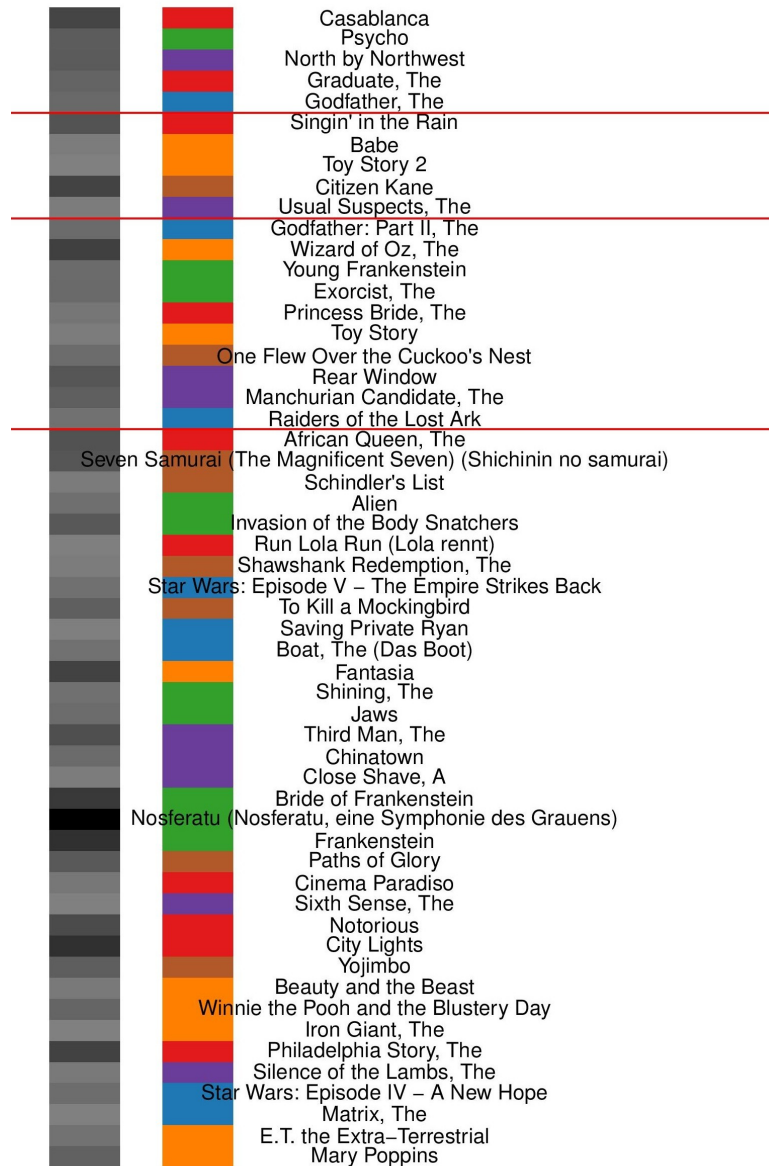 Casablanca
Psycho
North by Northwest
Graduate, The
Godfather, The
Singin' in the Rain
Babe
Toy Story 2
Citizen Kane
Usual Suspects, The
Godfather: Part II, The
Wizard of Oz, The
Young Frankenstein
Exorcist, The
Princess Bride, The
Toy Story
One Flew Over the Cuckoo's Nest
Rear Window
Manchurian Candidate, The
Raiders of the Lost Ark
African Queen, The
Seven Samurai (The Magnificent Seven) (Shichinin no samurai)
Schindler's List
Alien
Invasion of the Body Snatchers
Run Lola Run (Lola rennt)
Shawshank Redemption, The
Star Wars: Episode V − The Empire Strikes Back
To Kill a Mockingbird
Saving Private Ryan
Boat, The (Das Boot)
Fantasia
Shining, The
Jaws
Third Man, The
Chinatown
Close Shave, A
Bride of Frankenstein
Nosferatu (Nosferatu, eine Symphonie des Grauens)
Frankenstein
Paths of Glory
Cinema Paradiso
Sixth Sense, The
Notorious
City Lights
Yojimbo
Beauty and the Beast
Winnie the Pooh and the Blustery Day
Iron Giant, The
Philadelphia Story, The
Silence of the Lambs, The
Star Wars: Episode IV − A New Hope
Matrix, The
E.T. the Extra−Terrestrial
Mary Poppins